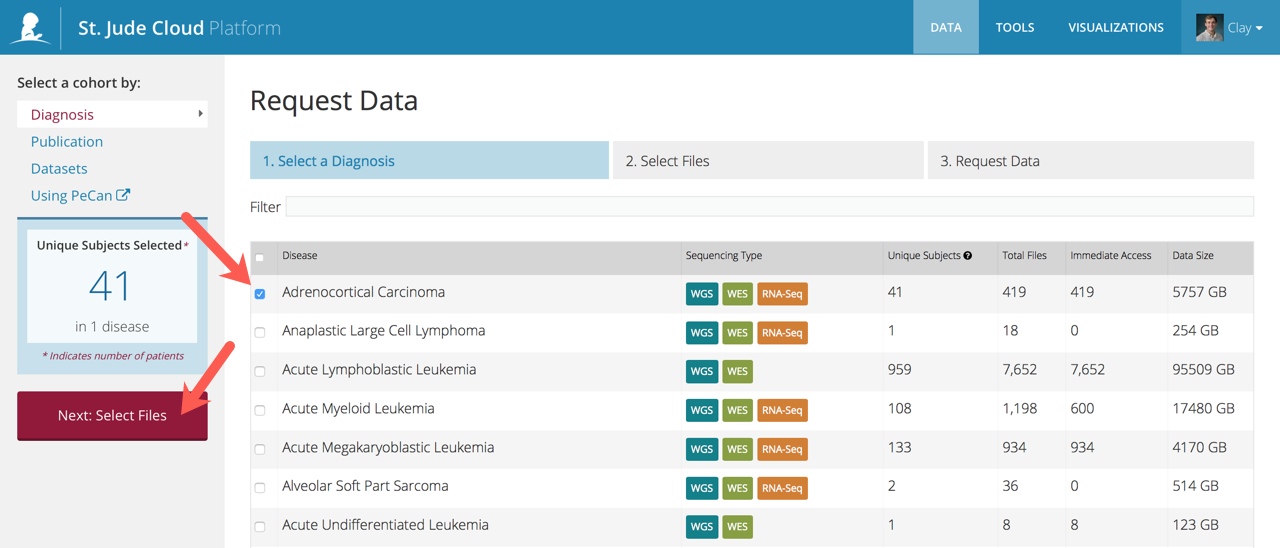 St. Jude Cloud Platform
DATA
TOOLS
VISUALIZATIONS
Clay
Select a cohort by:
Diagnosis
Publication
Datasets
Using PeCan
Unique Subjects Selected*
41
in 1 disease
* Indicates number of patients
Next: Select Files
Request Data
1. Select a Diagnosis
2. Select Files
3. Request Data
Filter
Disease Sequencing Type Unique Subjects ? Total Files Immediate Access Data Size
Adrenocortical Carcinoma WGS WES RNA-Seq 41 419 419 5757 GB
Anaplastic Large Cell Lymphoma WGS WES RNA-Seq 1 18 0 254 GB
Acute Lymphoblastic Leukemia WGS WES 959 7,652 7,652 95509 GB
Acute Myeloid Leukemia WGS WES RNA-Seq 108 1,198 600 17480 GB
Acute Megakaryoblastic Leukemia WGS WES RNA-Seq 133 934 934 4170 GB
Alveolar Soft Part Sarcoma WGS WES RNA-Seq 2 36 0 514 GB
Acute Undifferentiated Leukemia WGS WES 1 8 8 123 GB